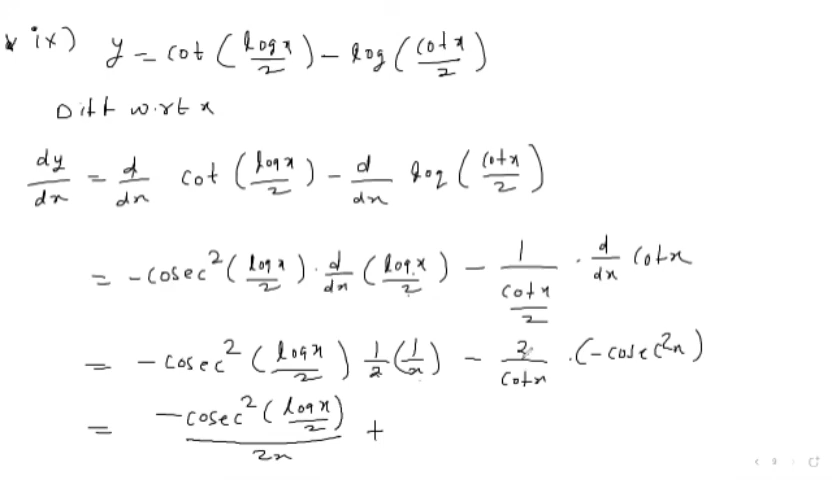 ix) y = cot (log x / 2) - log (cot x / 2)
Diff w.r.t x
dy/dx = d/dx cot (log x / 2) - d/dx log (cot x / 2)
= -cosec² (log x / 2) · d/dx (log x / 2) - 1/(cot x / 2) · d/dx cot x
= -cosec² (log x / 2) 1/2 (1/x) - 2/cot x · (-cosec² x)
= -cosec² (log x / 2) / 2x +
< 9 >